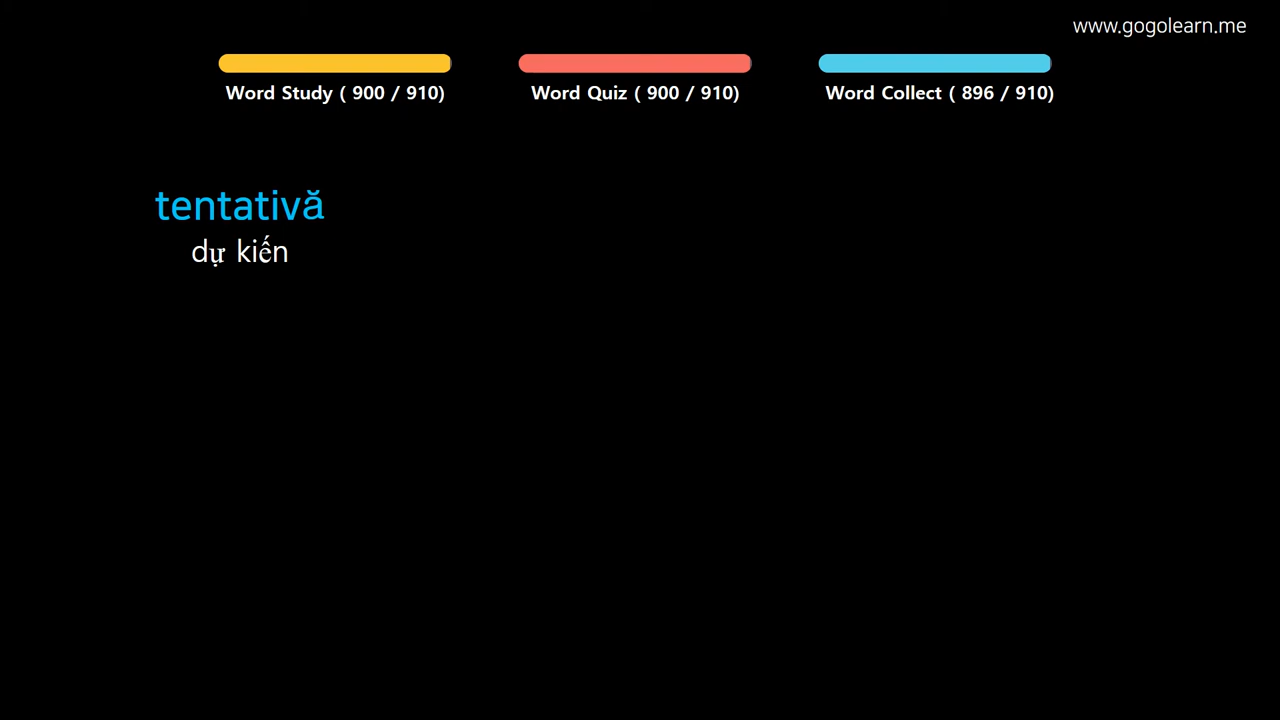 www.gogolearn.me
Word Study ( 900 / 910)
Word Quiz ( 900 / 910)
Word Collect ( 896 / 910)
tentativă
dự kiến